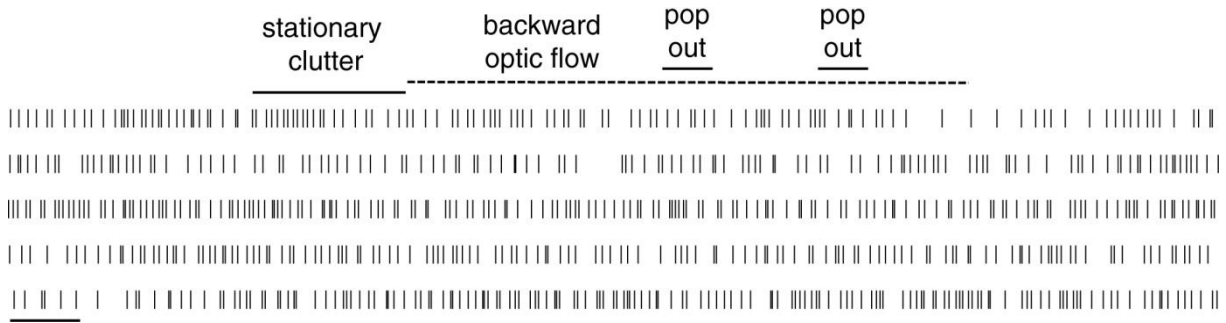 stationary
clutter
backward
optic flow
pop
out
pop
out